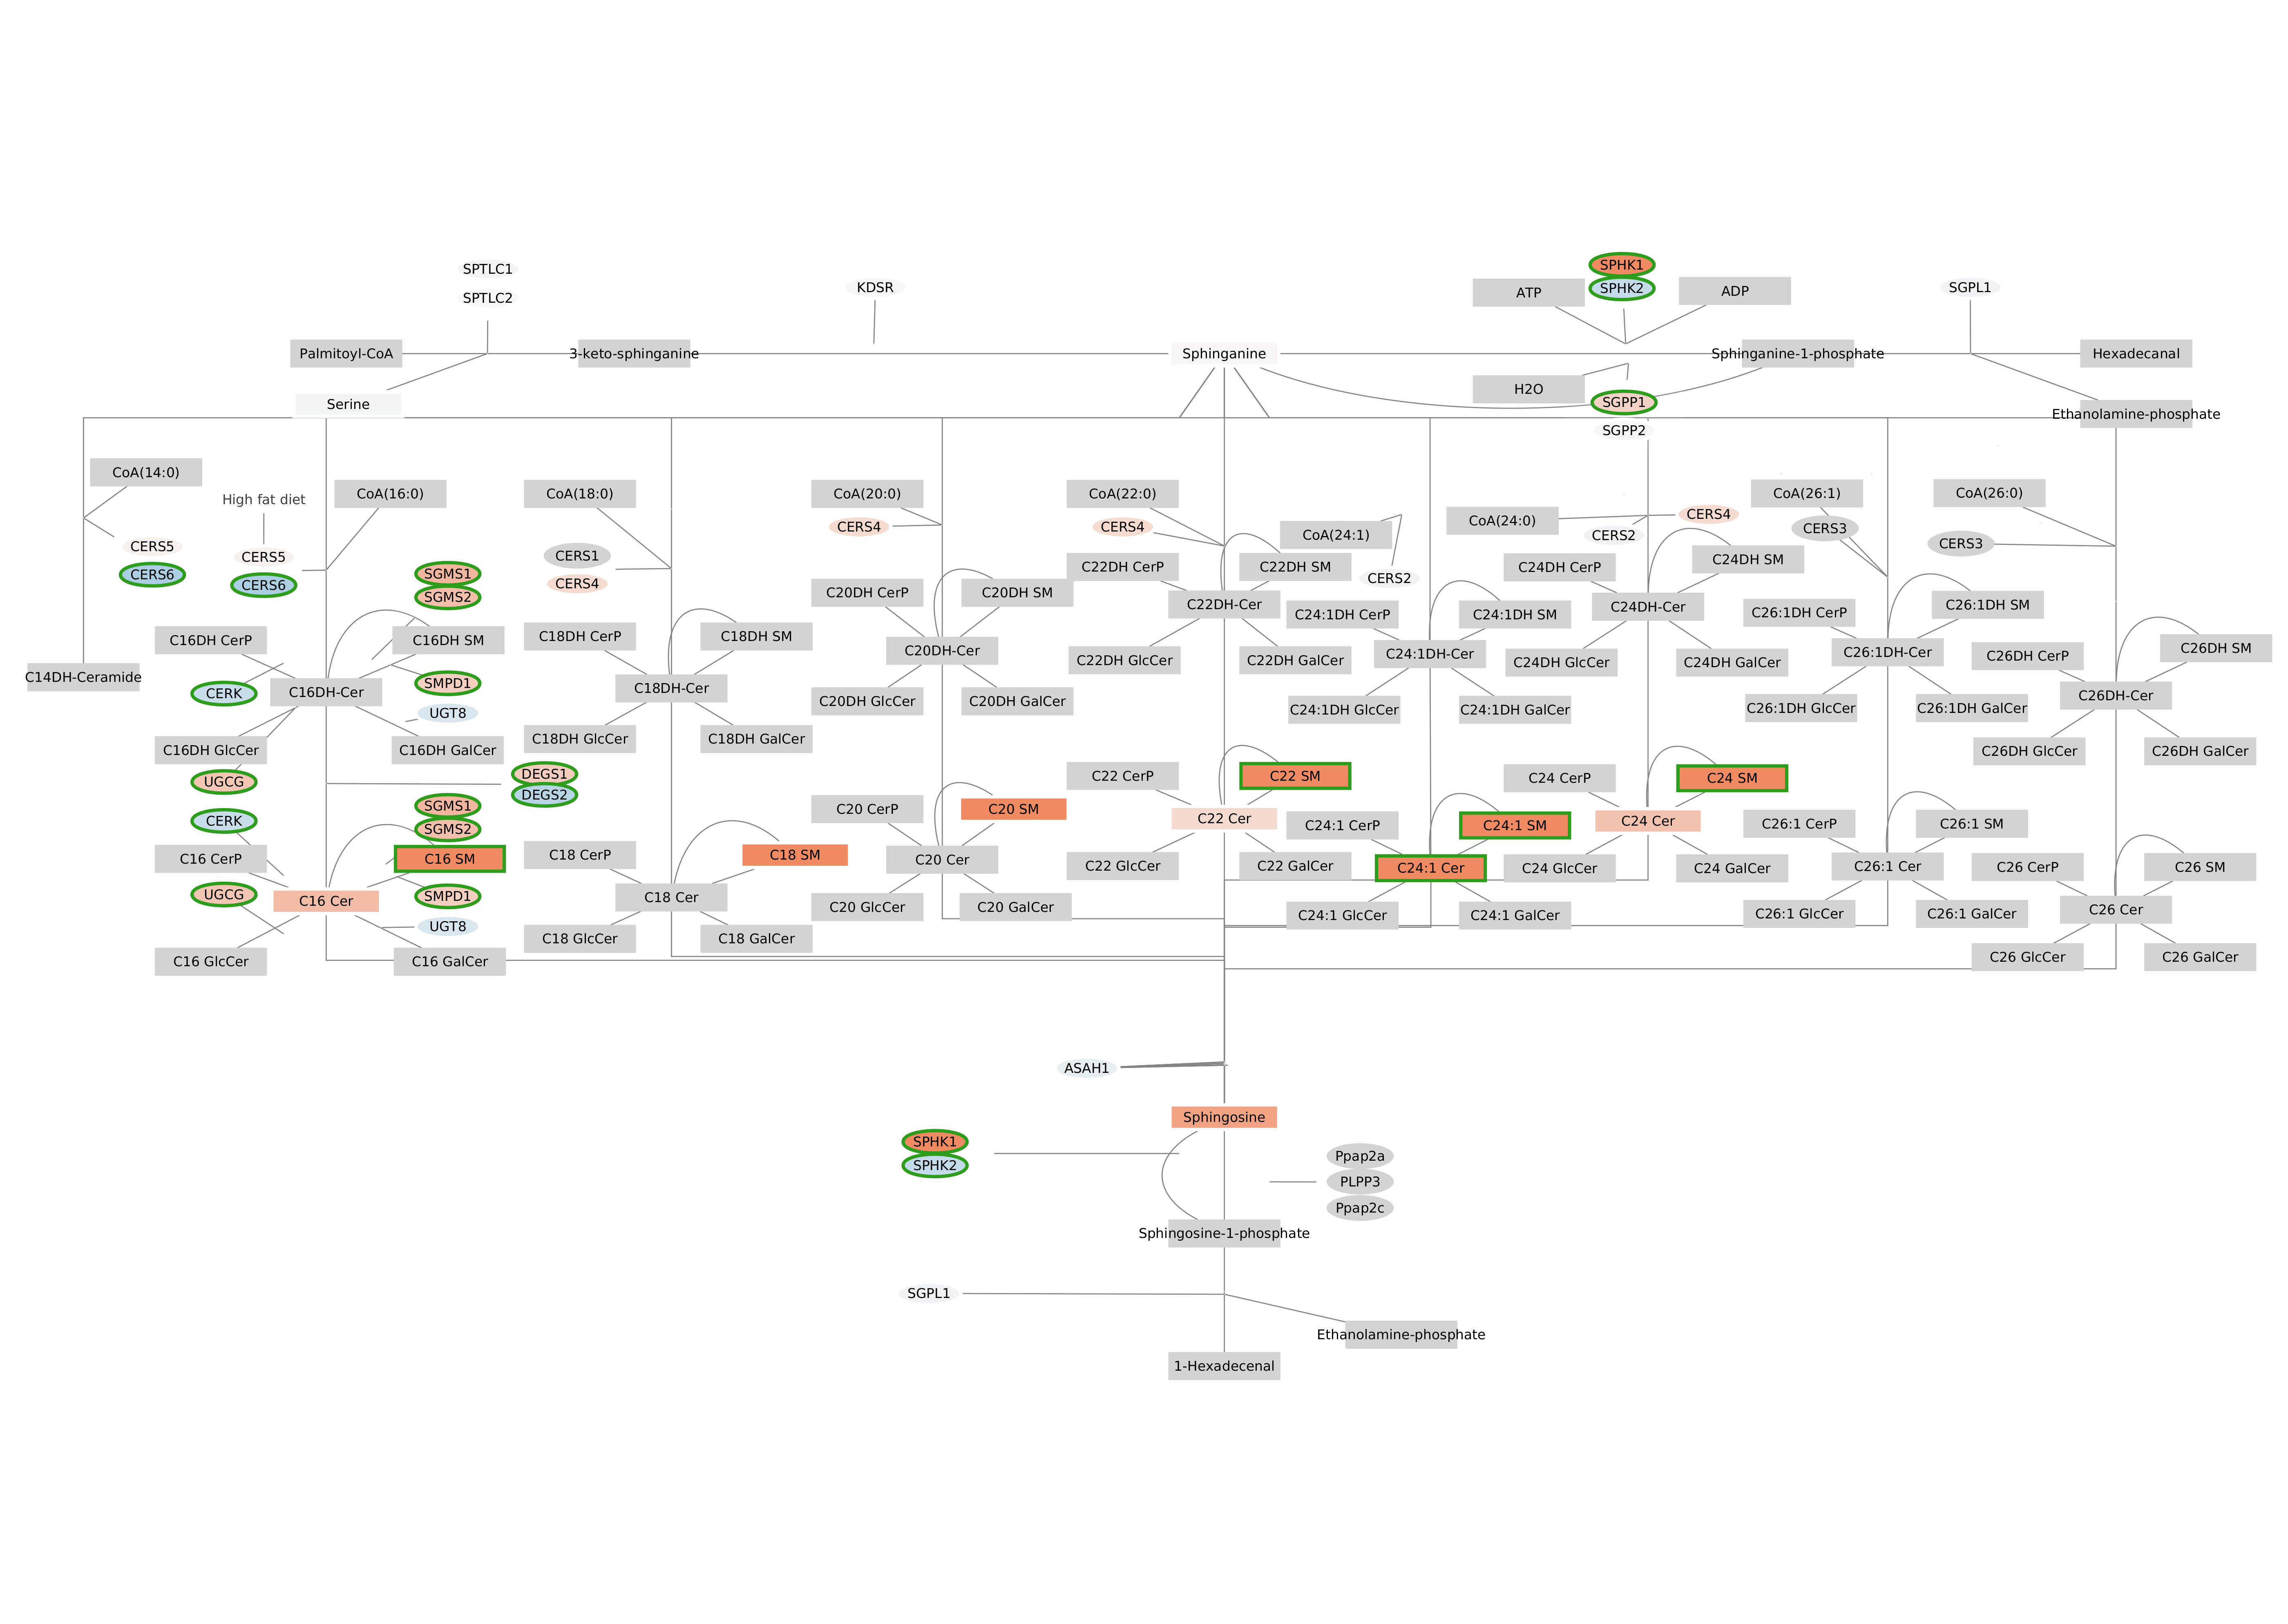 SPTLC1
SPTLC2
KDSR
SPHK1
SPHK2
ATP
ADP
SGPL1
Palmitoyl-CoA
3-keto-sphinganine
Sphinganine
Sphinganine-1-phosphate
Hexadecanal
H2O
SGPP1
Serine
Ethanolamine-phosphate
SGPP2
CoA(14:0)
High fat diet
CoA(16:0)
CoA(18:0)
CoA(20:0)
CoA(22:0)
CoA(24:1)
CoA(24:0)
CoA(26:1)
CoA(26:0)
CERS5
CERS6
CERS5
CERS6
CERS1
CERS4
CERS4
CERS4
CERS2
CERS4
CERS2
CERS3
CERS3
SGMS1
SGMS2
C16DH CerP
C16DH SM
C14DH-Ceramide
CERK
C16DH-Cer
SMPD1
UGT8
C16DH GlcCer
C16DH GalCer
UGCG
DEGS1
DEGS2
C18DH CerP
C18DH SM
C18DH-Cer
C18DH GlcCer
C18DH GalCer
C20DH CerP
C20DH SM
C20DH-Cer
C20DH GlcCer
C20DH GalCer
C22DH CerP
C22DH SM
C22DH-Cer
C22DH GlcCer
C22DH GalCer
C24:1DH CerP
C24:1DH SM
C24:1DH-Cer
C24:1DH GlcCer
C24:1DH GalCer
C24DH CerP
C24DH SM
C24DH-Cer
C24DH GlcCer
C24DH GalCer
C26:1DH CerP
C26:1DH SM
C26:1DH-Cer
C26:1DH GlcCer
C26:1DH GalCer
C26DH CerP
C26DH SM
C26DH-Cer
C26DH GlcCer
C26DH GalCer
SGMS1
SGMS2
CERK
C16 CerP
C16 SM
UGCG
C16 Cer
SMPD1
UGT8
C16 GlcCer
C16 GalCer
C18 CerP
C18 SM
C18 Cer
C18 GlcCer
C18 GalCer
C20 CerP
C20 SM
C20 Cer
C20 GlcCer
C20 GalCer
C22 CerP
C22 SM
C22 Cer
C22 GlcCer
C22 GalCer
C24:1 CerP
C24:1 SM
C24:1 Cer
C24:1 GlcCer
C24:1 GalCer
C24 CerP
C24 SM
C24 Cer
C24 GlcCer
C24 GalCer
C26:1 CerP
C26:1 SM
C26:1 Cer
C26:1 GlcCer
C26:1 GalCer
C26 CerP
C26 SM
C26 Cer
C26 GlcCer
C26 GalCer
ASAH1
Sphingosine
SPHK1
SPHK2
Ppap2a
PLPP3
Ppap2c
Sphingosine-1-phosphate
SGPL1
Ethanolamine-phosphate
1-Hexadecenal